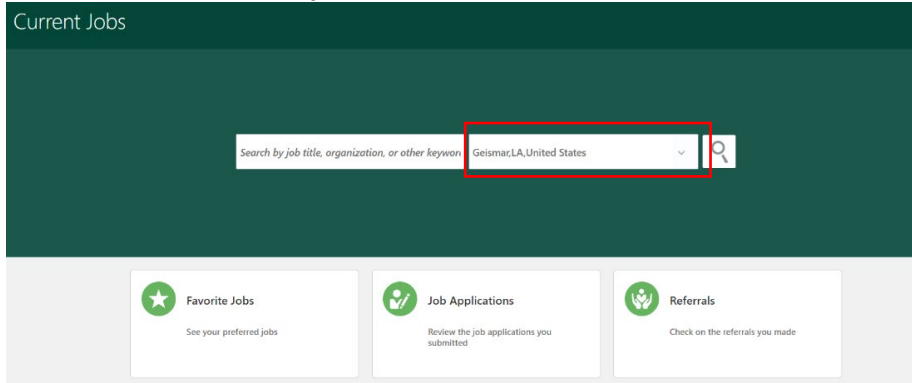 Current Jobs
Search by job title, organization, or other keywor
Geismar,LA,United States
Favorite Jobs
See your preferred jobs
Job Applications
Review the job applications you
submitted
Referrals
Check on the referrals you made